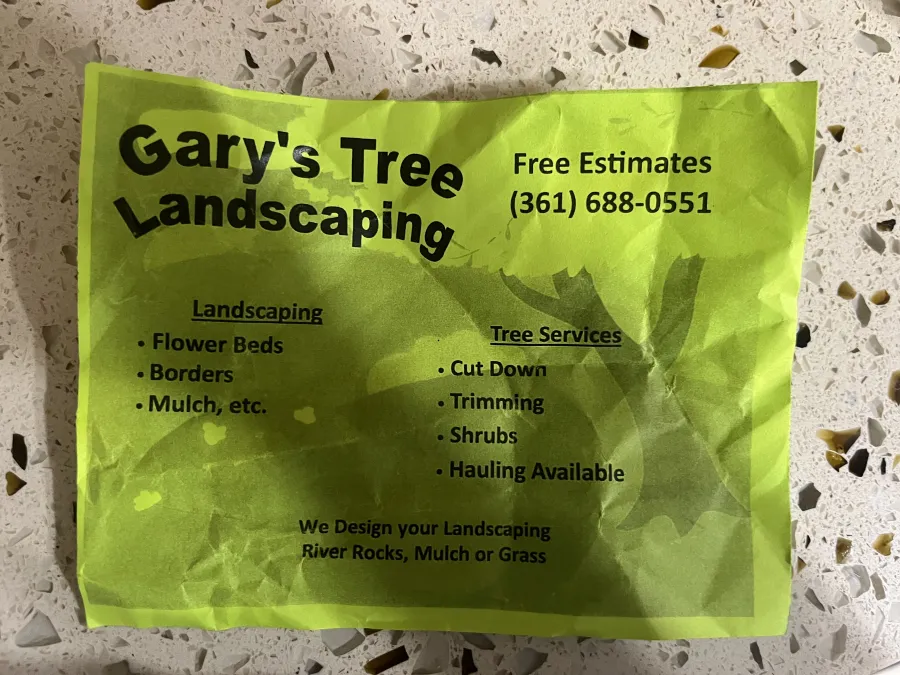 Gary's Tree
Landscaping
Free Estimates
(361) 688-0551
Landscaping
• Flower Beds
• Borders
• Mulch, etc.
Tree Services
• Cut Down
• Trimming
• Shrubs
• Hauling Available
We Design your Landscaping
River Rocks, Mulch or Grass